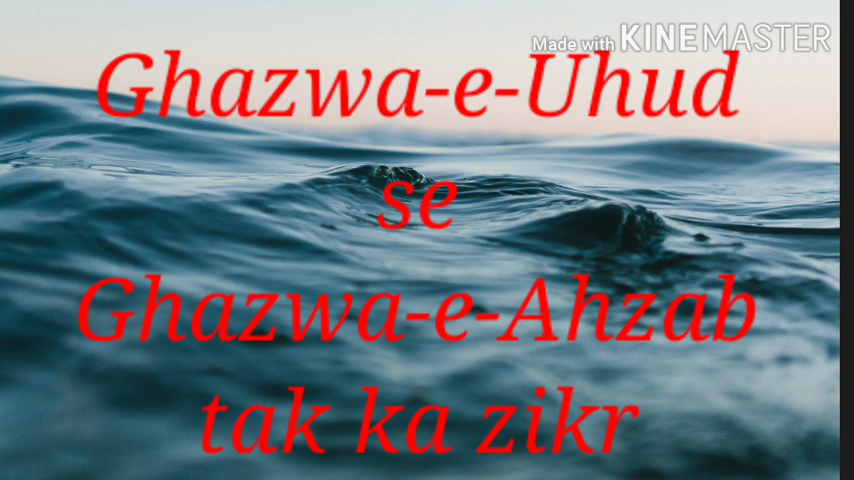 Made with KINEMASTER
Ghazwa-e-Uhud
se
Ghazwa-e-Ahzab
tak ka zikr